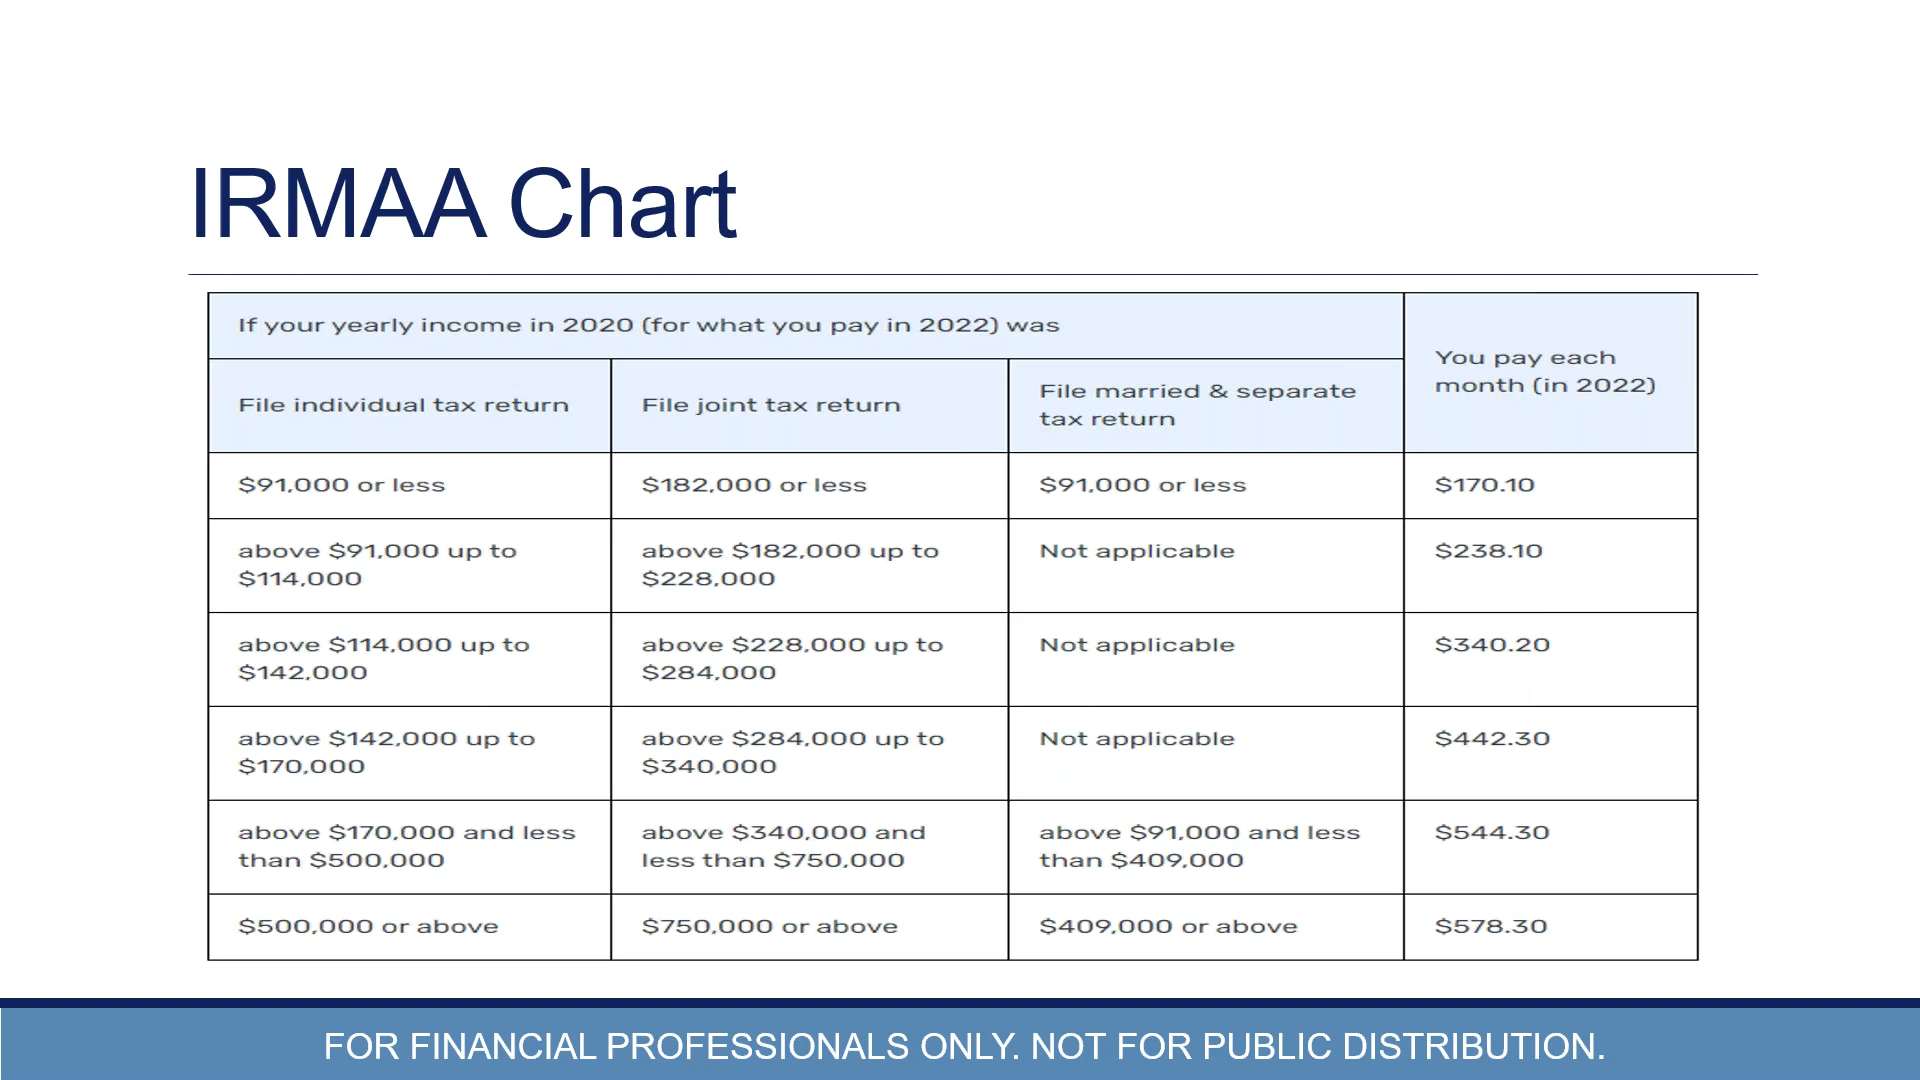 IRMAA Chart
If your yearly income in 2020 (for what you pay in 2022) was
You pay each
month (in 2022)
File individual tax return
File joint tax return
File married & separate
tax return
$91,000 or less
$182,000 or less
$91,000 or less
$170.10
above $91,000 up to
$114,000
above $182,000 up to
$228,000
Not applicable
$238.10
above $114,000 up to
$142,000
above $228,000 up to
$284,000
Not applicable
$340.20
above $142,000 up to
$170,000
above $284,000 up to
$340,000
Not applicable
$442.30
above $170,000 and less
than $500,000
above $340,000 and
less than $750,000
above $91,000 and less
than $409,000
$544.30
$500,000 or above
$750,000 or above
$409,000 or above
$578.30
FOR FINANCIAL PROFESSIONALS ONLY. NOT FOR PUBLIC DISTRIBUTION.